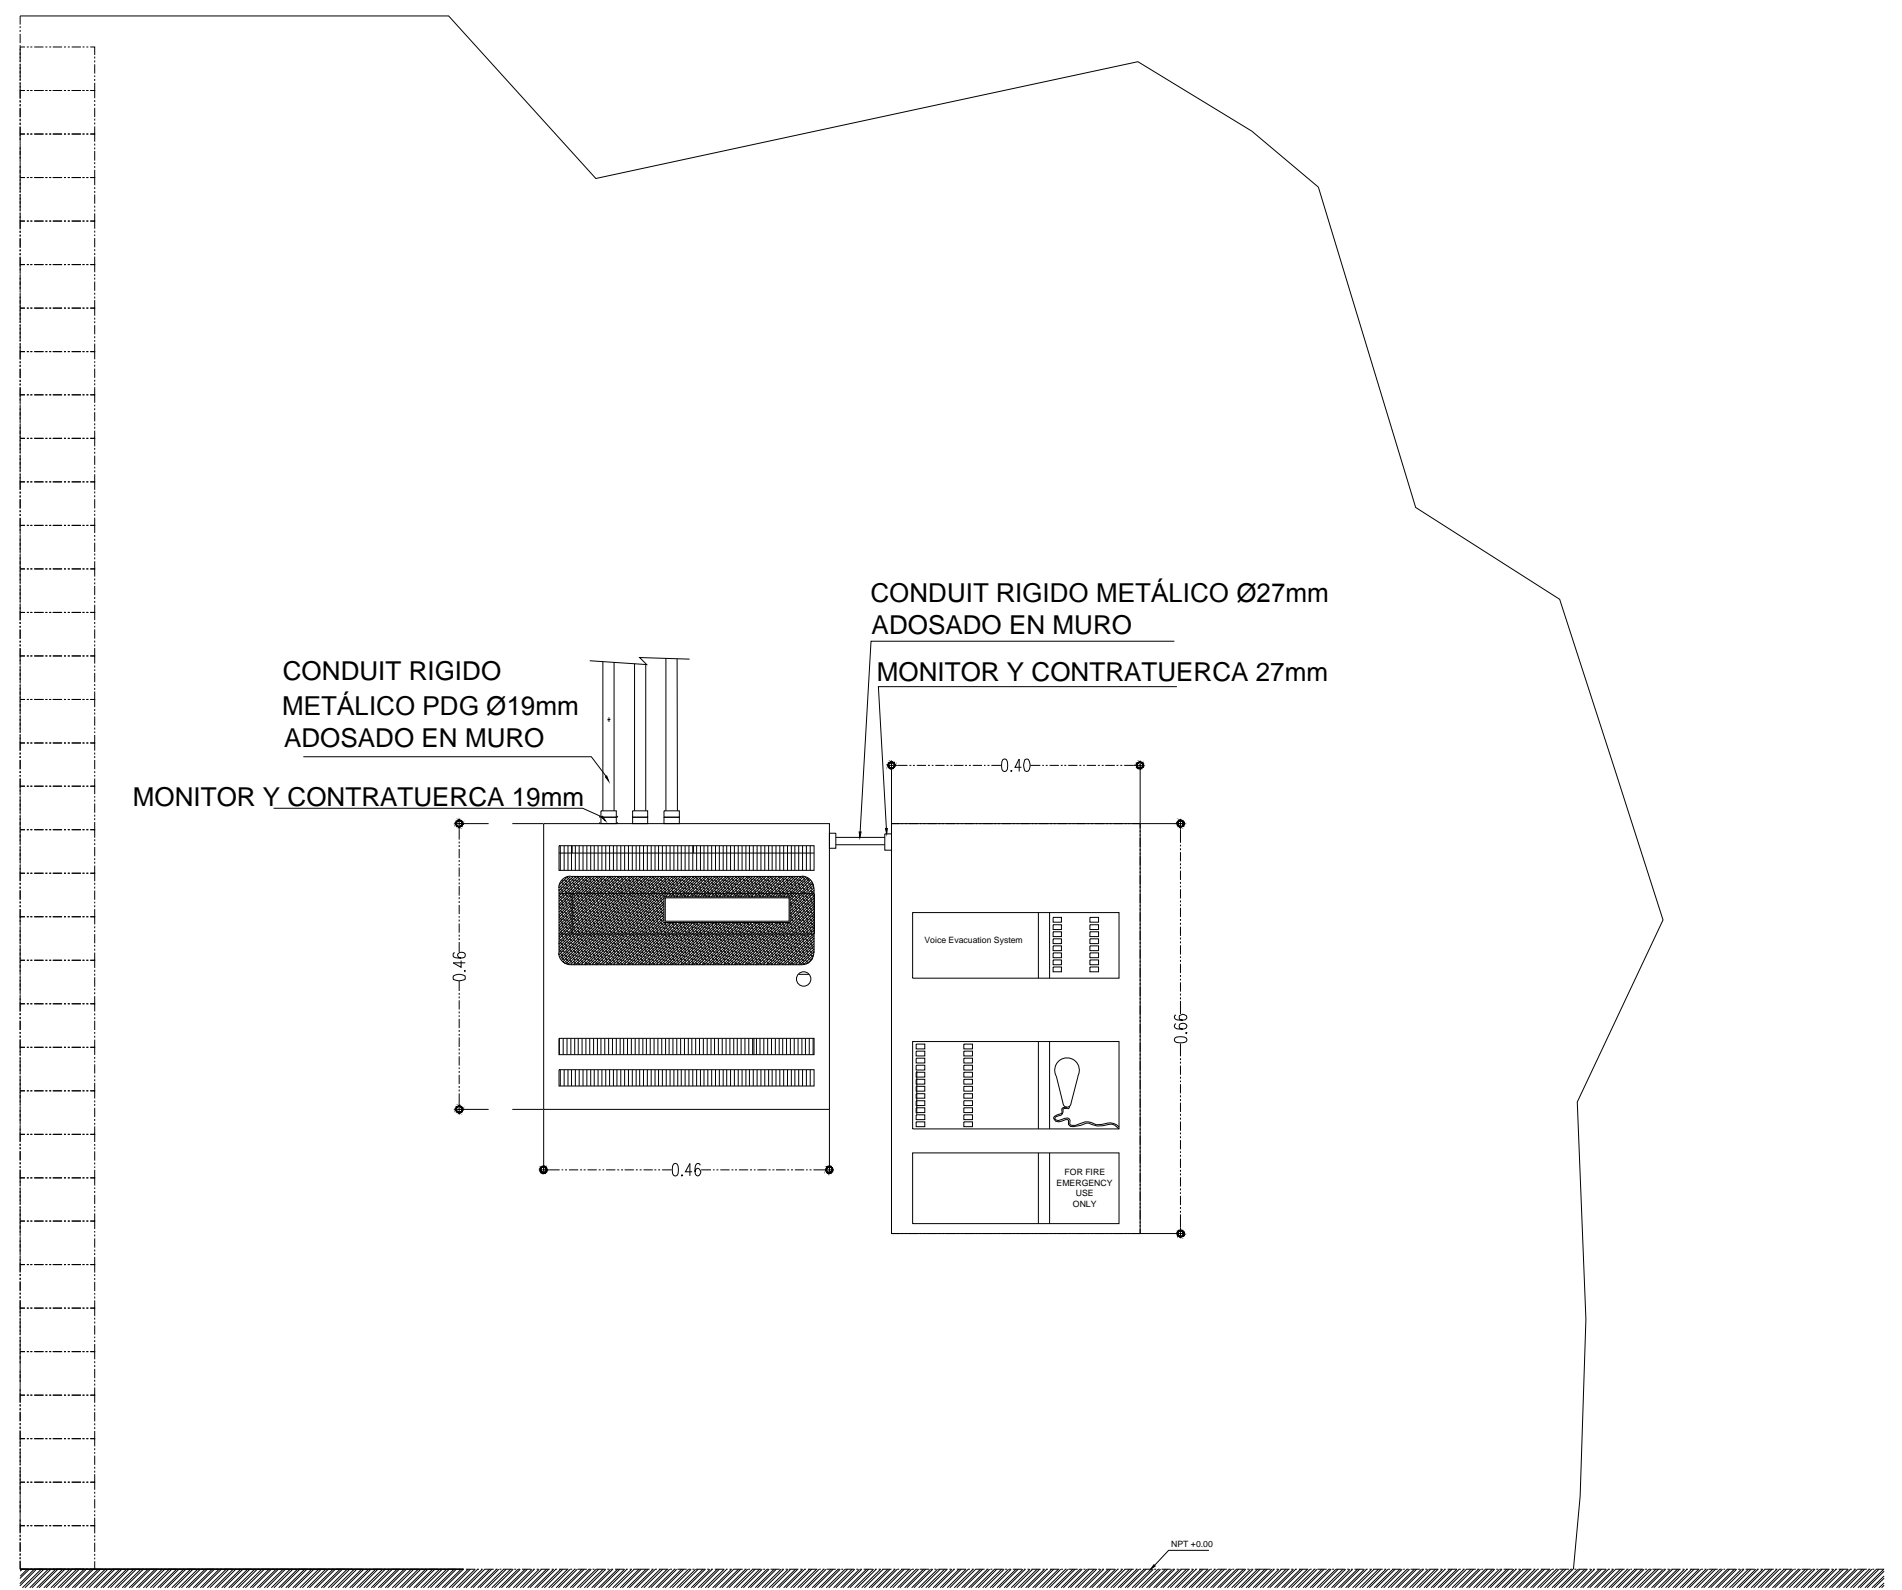 CONDUIT RIGIDO METÁLICO Ø27mm
ADOSADO EN MURO
MONITOR Y CONTRATUERCA 27mm
CONDUIT RIGIDO
METÁLICO PDG Ø19mm
ADOSADO EN MURO
MONITOR Y CONTRATUERCA 19mm
0.40
0.46
0.66
0.46
Voice Evacuation System
FOR FIRE
EMERGENCY
USE
ONLY
NPT +0.00